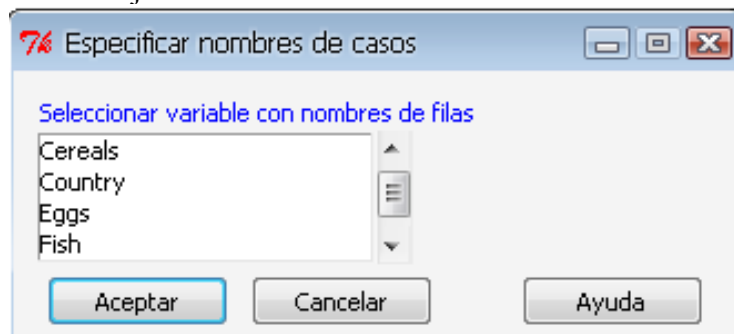 Especificar nombres de casos
Seleccionar variable con nombres de filas
Cereals
Country
Eggs
Fish
Aceptar Cancelar Ayuda